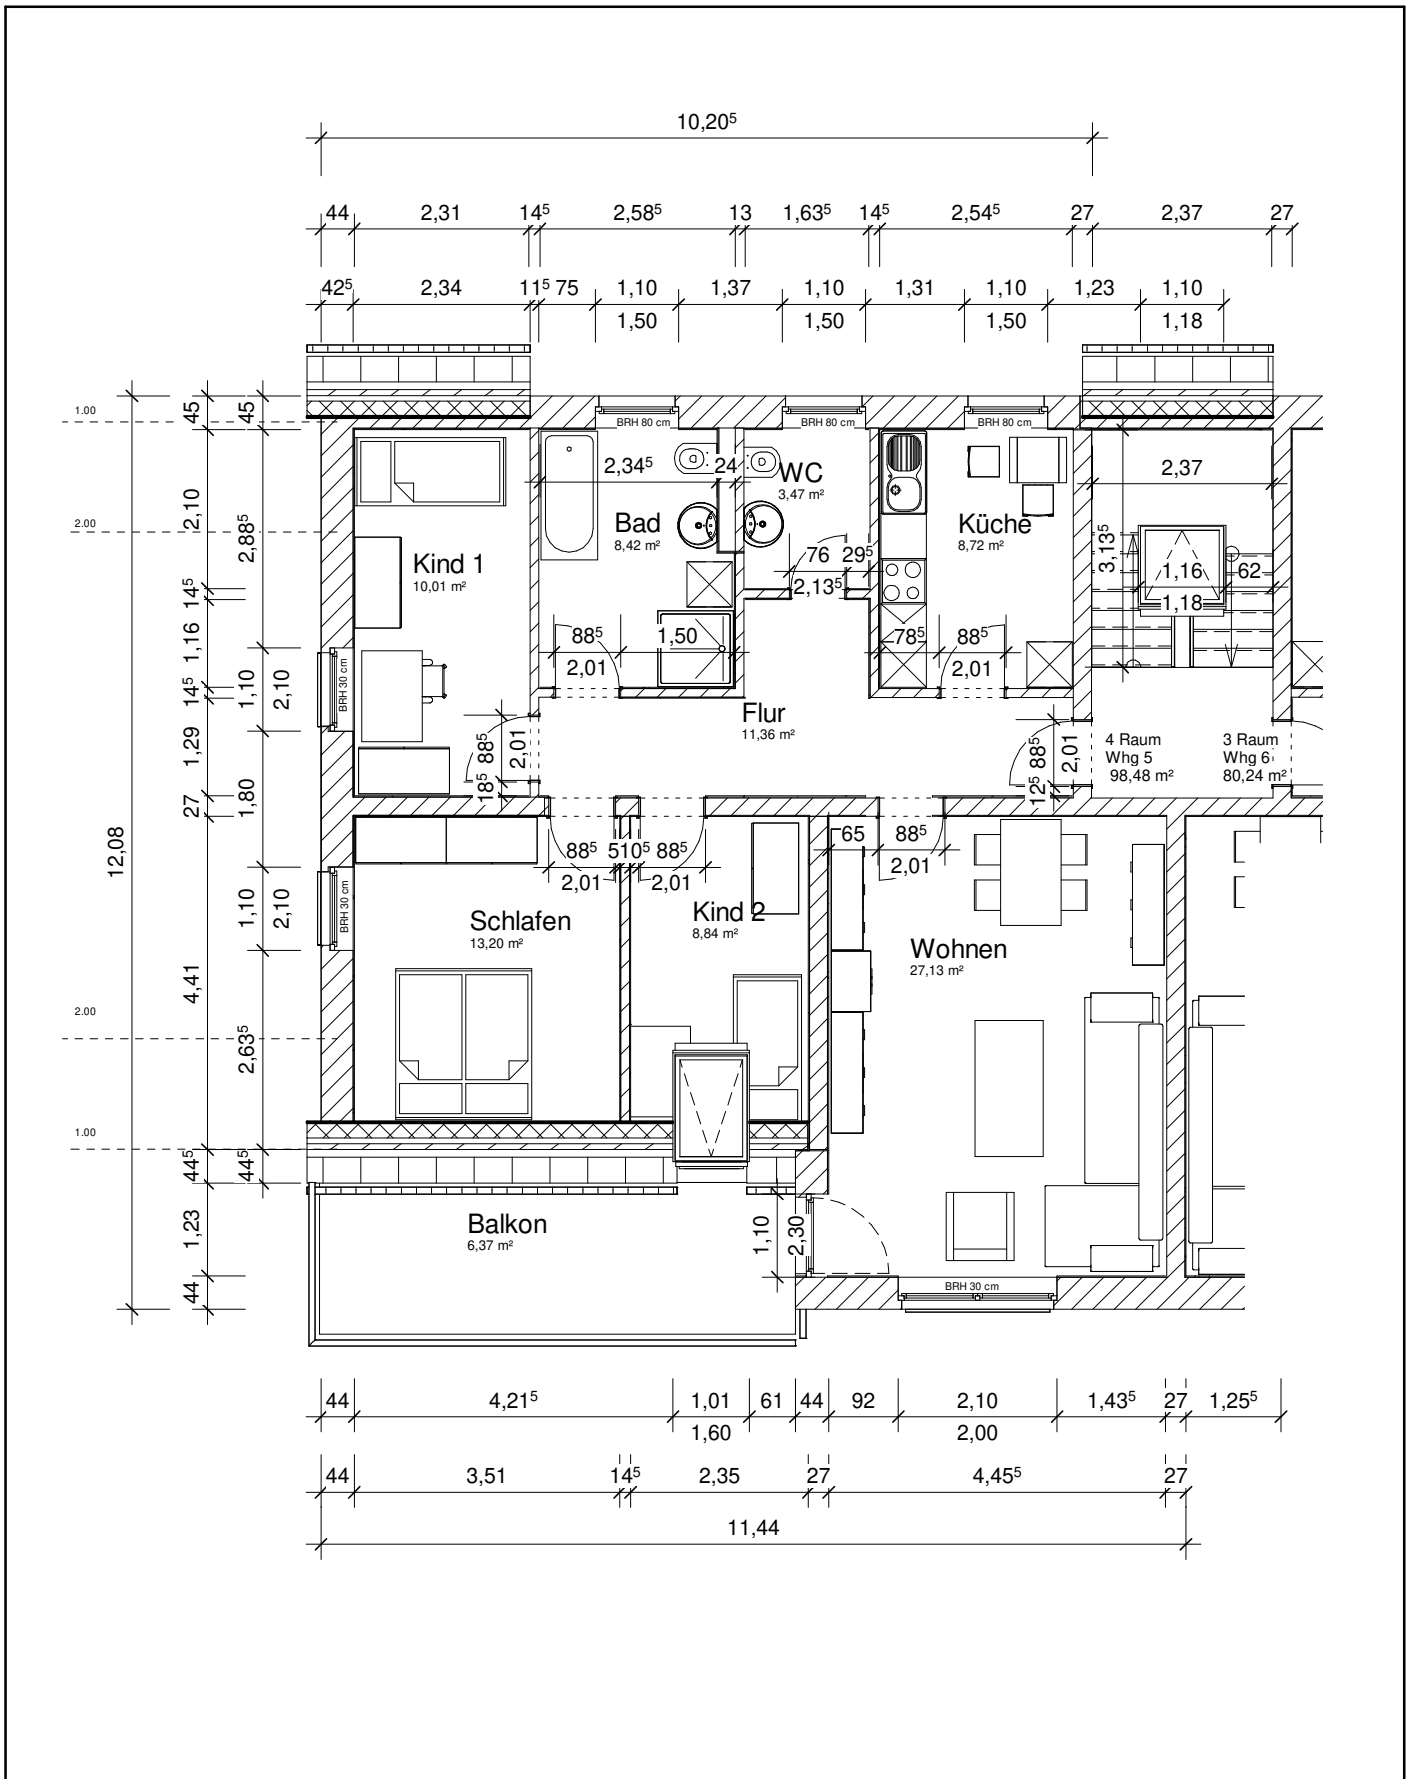 10,20⁵
44 2,31 14⁵ 2,58⁵ 13 1,63⁵ 14⁵ 2,54⁵ 27 2,37 27
42⁵ 2,34 11⁵ 75 1,10 1,37 1,10 1,31 1,10 1,23 1,10
1,50 1,50 1,50 1,18
1.00
45
45
BRH 80 cm
BRH 80 cm
BRH 80 cm
2,34⁵ 24
WC
3,47 m²
2,37
2,10
2.00
2,88⁵
Bad
8,42 m²
Küche
8,72 m²
3,13⁵
Kind 1
10,01 m²
76 29⁵
2,13⁵
1,16 62
1,18
14⁵
1,16
88⁵ 1,50
2,01
78⁵ 88⁵
2,01
14⁵
1,10
2,10
BRH 30 cm
Flur
11,36 m²
1,29
88⁵
2,01
18⁵
88⁵
2,01
12⁵
4 Raum
Whg 5
98,48 m²
3 Raum
Whg 6
80,24 m²
27
1,80
12,08
88⁵ 5 10⁵ 88⁵
2,01 2,01
65 88⁵
2,01
1,10
2,10
BRH 30 cm
Schlafen
13,20 m²
Kind 2
8,84 m²
Wohnen
27,13 m²
4,41
2.00
2,63⁵
1.00
44⁵
44⁵
1,23
Balkon
6,37 m²
1,10
2,30
44
BRH 30 cm
44 4,21⁵ 1,01 61 44 92 2,10 1,43⁵ 27 1,25⁵
1,60 2,00
44 3,51 14⁵ 2,35 27 4,45⁵ 27
11,44